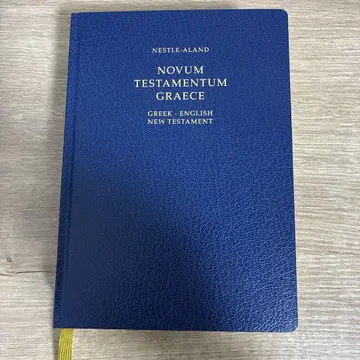 NESTLE-ALAND
NOVUM
TESTAMENTUM
GRAECE
GREEK - ENGLISH
NEW TESTAMENT